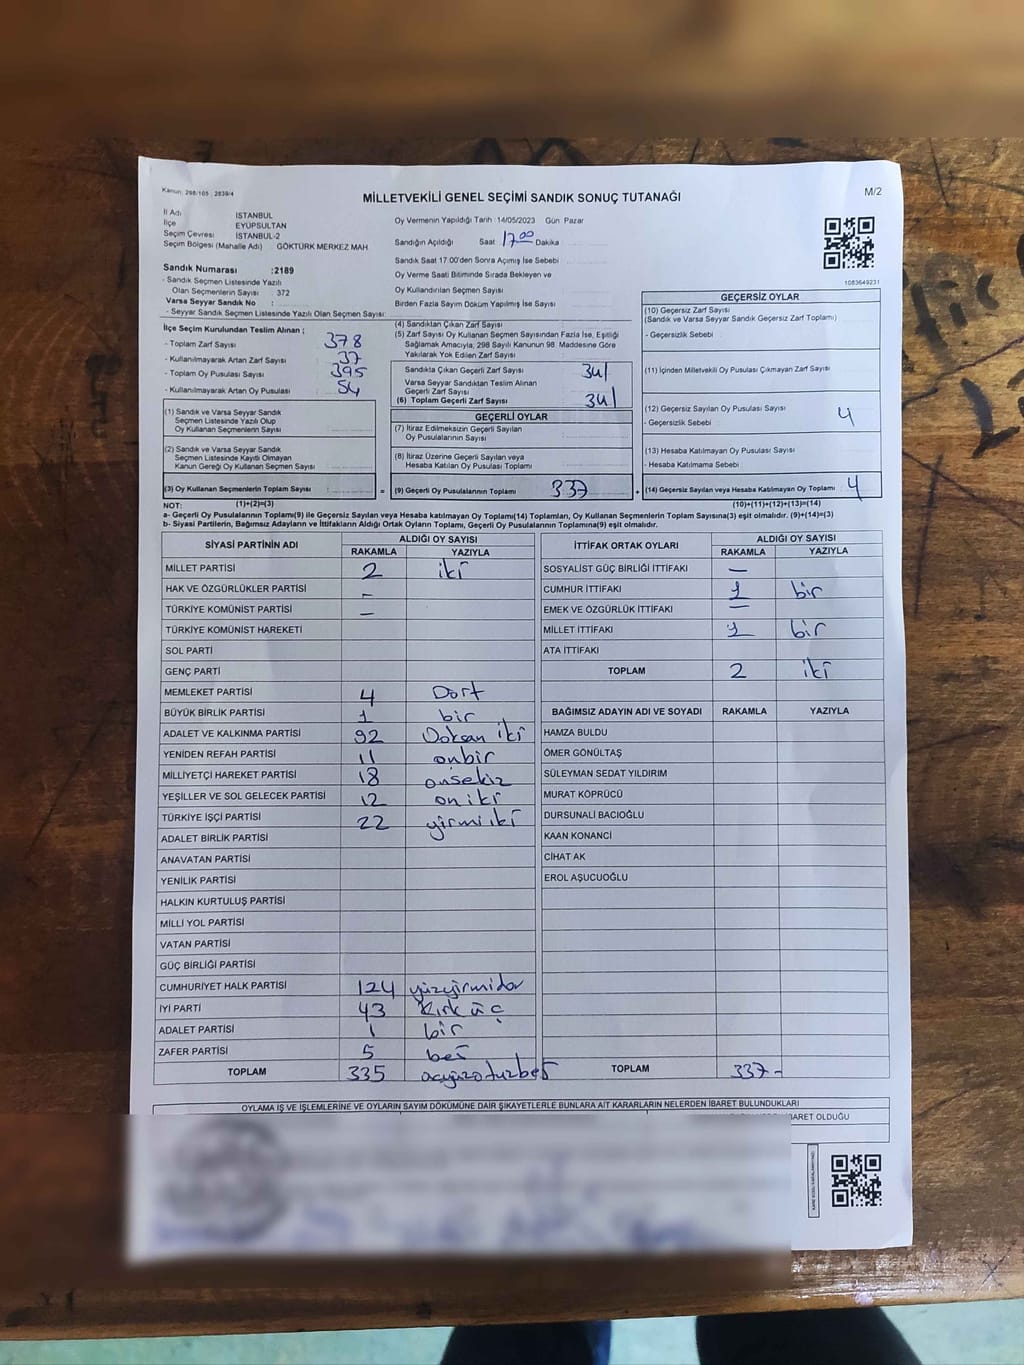 Kanun: 298/105 , 2839/4
MİLLETVEKİLİ GENEL SEÇİMİ SANDIK SONUÇ TUTANAĞI
M/2
İl Adı İSTANBUL
İlçe EYÜPSULTAN
Seçim Çevresi İSTANBUL-2
Seçim Bölgesi (Mahalle Adı) : GÖKTÜRK MERKEZ MAH
Oy Vermenin Yapıldığı Tarih :14/05/2023 Gün Pazar
Sandığın Açıldığı Saat 17 00 Dakika
Sandık Saat 17.00'den Sonra Açılmış İse Sebebi
Oy Verme Saati Bitiminde Sırada Bekleyen ve
Oy Kullandırılan Seçmen Sayısı
Birden Fazla Sayım Döküm Yapılmış İse Sayısı
1083649231
Sandık Numarası :2189
- Sandık Seçmen Listesinde Yazılı
Olan Seçmenlerin Sayısı : 372
Varsa Seyyar Sandık No :
- Seyyar Sandık Seçmen Listesinde Yazılı Olan Seçmen Sayısı:
İlçe Seçim Kurulundan Teslim Alınan ;
- Toplam Zarf Sayısı : 378
- Kullanılmayarak Artan Zarf Sayısı : 37
- Toplam Oy Pusulası Sayısı : 395
- Kullanılmayarak Artan Oy Pusulası : 54
(1) Sandık ve Varsa Seyyar Sandık
Seçmen Listesinde Yazılı Olup
Oy Kullanan Seçmenlerin Sayısı
(2) Sandık ve Varsa Seyyar Sandık
Seçmen Listesinde Kayıtlı Olmayan
Kanun Gereği Oy Kullanan Seçmen Sayısı
(3) Oy Kullanan Seçmenlerin Toplam Sayısı
(4) Sandıktan Çıkan Zarf Sayısı
(5) Zarf Sayısı Oy Kullanan Seçmen Sayısından Fazla İse, Eşitliği
Sağlamak Amacıyla; 298 Sayılı Kanunun 98. Maddesine Göre
Yakılarak Yok Edilen Zarf Sayısı
Sandıkta Çıkan Geçerli Zarf Sayısı 341
Varsa Seyyar Sandıktan Teslim Alınan
Geçerli Zarf Sayısı
(6) Toplam Geçerli Zarf Sayısı 341
GEÇERLİ OYLAR
(7) İtiraz Edilmeksizin Geçerli Sayılan
Oy Pusulalarının Sayısı
(8) İtiraz Üzerine Geçerli Sayılan veya
Hesaba Katılan Oy Pusulası Toplamı
= (9) Geçerli Oy Pusulalarının Toplamı 337
GEÇERSİZ OYLAR
(10) Geçersiz Zarf Sayısı
(Sandık ve Varsa Seyyar Sandık Geçersiz Zarf Toplamı)
- Geçersizlik Sebebi
(11) İçinden Milletvekili Oy Pusulası Çıkmayan Zarf Sayısı
(12) Geçersiz Sayılan Oy Pusulası Sayısı 4
- Geçersizlik Sebebi
(13) Hesaba Katılmayan Oy Pusulası Sayısı
- Hesaba Katılmama Sebebi
+ (14) Geçersiz Sayılan veya Hesaba Katılmayan Oy Toplamı 4
NOT: (1)+(2)=(3) (10)+(11)+(12)+(13)=(14)
a- Geçerli Oy Pusulalarının Toplamı(9) ile Geçersiz Sayılan veya Hesaba katılmayan Oy Toplamı(14) Toplamları, Oy Kullanan Seçmenlerin Toplam Sayısına(3) eşit olmalıdır. (9)+(14)=(3)
b- Siyasi Partilerin, Bağımsız Adayların ve İttifakların Aldığı Ortak Oyların Toplamı, Geçerli Oy Pusulalarının Toplamına(9) eşit olmalıdır.
SİYASİ PARTİNİN ADI ALDIĞI OY SAYISI
RAKAMLA YAZIYLA
MİLLET PARTİSİ 2 iki
HAK VE ÖZGÜRLÜKLER PARTİSİ -
TÜRKİYE KOMÜNİST PARTİSİ -
TÜRKİYE KOMÜNİST HAREKETİ
SOL PARTİ
GENÇ PARTİ
MEMLEKET PARTİSİ 4 Dört
BÜYÜK BİRLİK PARTİSİ 1 bir
ADALET VE KALKINMA PARTİSİ 92 Doksan iki
YENİDEN REFAH PARTİSİ 11 onbir
MİLLİYETÇİ HAREKET PARTİSİ 18 onsekiz
YEŞİLLER VE SOL GELECEK PARTİSİ 12 oniki
TÜRKİYE İŞÇİ PARTİSİ 22 yirmiiki
ADALET BİRLİK PARTİSİ
ANAVATAN PARTİSİ
YENİLİK PARTİSİ
HALKIN KURTULUŞ PARTİSİ
MİLLİ YOL PARTİSİ
VATAN PARTİSİ
GÜÇ BİRLİĞİ PARTİSİ
CUMHURİYET HALK PARTİSİ 124
İYİ PARTİ 43 Kırk üç
ADALET PARTİSİ 1 bir
ZAFER PARTİSİ 5 beş
TOPLAM 335
İTTİFAK ORTAK OYLARI ALDIĞI OY SAYISI
RAKAMLA YAZIYLA
SOSYALİST GÜÇ BİRLİĞİ İTTİFAKI -
CUMHUR İTTİFAKI 1 bir
EMEK VE ÖZGÜRLÜK İTTİFAKI -
MİLLET İTTİFAKI 1 bir
ATA İTTİFAKI
TOPLAM 2 iki
BAĞIMSIZ ADAYIN ADI VE SOYADI RAKAMLA YAZIYLA
HAMZA BULDU
ÖMER GÖNÜLTAŞ
SÜLEYMAN SEDAT YILDIRIM
MURAT KÖPRÜCÜ
DURSUNALİ BACIOĞLU
KAAN KONANCİ
CİHAT AK
EROL AŞUCUOĞLU
TOPLAM 337 -
OYLAMA İŞ VE İŞLEMLERİNE VE OYLARIN SAYIM DÖKÜMÜNE DAİR ŞİKAYETLERLE BUNLARA AİT KARARLARIN NELERDEN İBARET BULUNDUKLARI
İBARET OLDUĞU